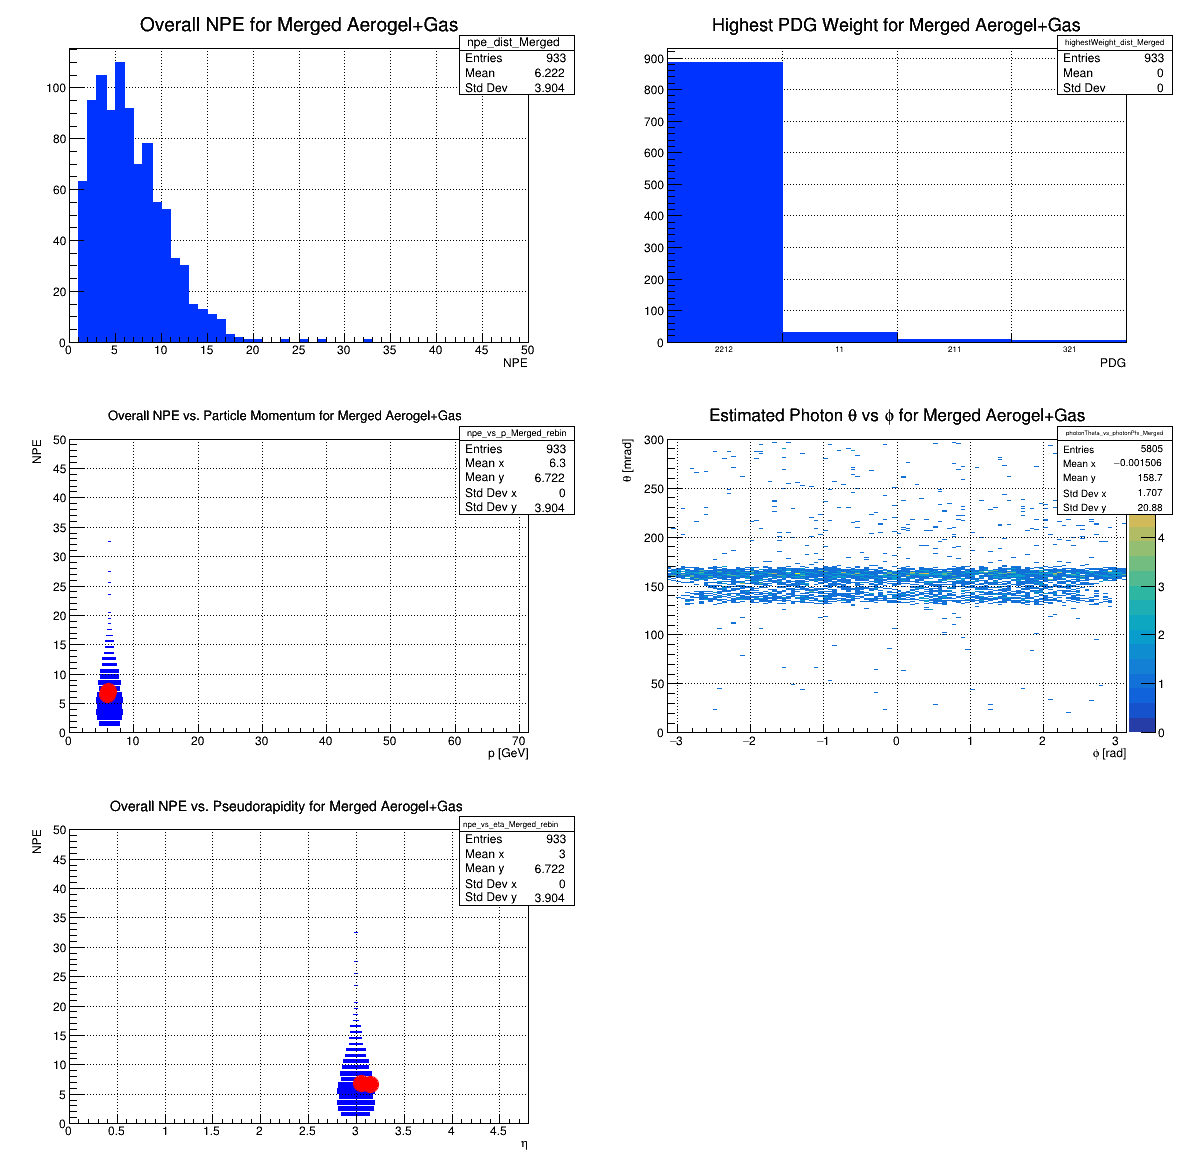 Overall NPE for Merged Aerogel+Gas
npe_dist_Merged
Entries 933
Mean 6.222
Std Dev 3.904
100
80
60
40
20
0
0 5 10 15 20 25 30 35 40 45 50
NPE
Highest PDG Weight for Merged Aerogel+Gas
highestWeight_dist_Merged
Entries 933
Mean 0
Std Dev 0
900
800
700
600
500
400
300
200
100
0
2212 11 211 321
PDG
Overall NPE vs. Particle Momentum for Merged Aerogel+Gas
npe_vs_p_Merged_rebin
Entries 933
Mean x 6.3
Mean y 6.722
Std Dev x 0
Std Dev y 3.904
NPE
50
45
40
35
30
25
20
15
10
5
0
0 10 20 30 40 50 60 70
p [GeV]
Estimated Photon θ vs ϕ for Merged Aerogel+Gas
photonTheta_vs_photonPhi_Merged
Entries 5805
Mean x −0.001506
Mean y 158.7
Std Dev x 1.707
Std Dev y 20.88
θ [mrad]
300
250
200
150
100
50
0
−3 −2 −1 0 1 2 3
ϕ [rad]
4
3
2
1
0
Overall NPE vs. Pseudorapidity for Merged Aerogel+Gas
npe_vs_eta_Merged_rebin
Entries 933
Mean x 3
Mean y 6.722
Std Dev x 0
Std Dev y 3.904
NPE
50
45
40
35
30
25
20
15
10
5
0
0 0.5 1 1.5 2 2.5 3 3.5 4 4.5
η